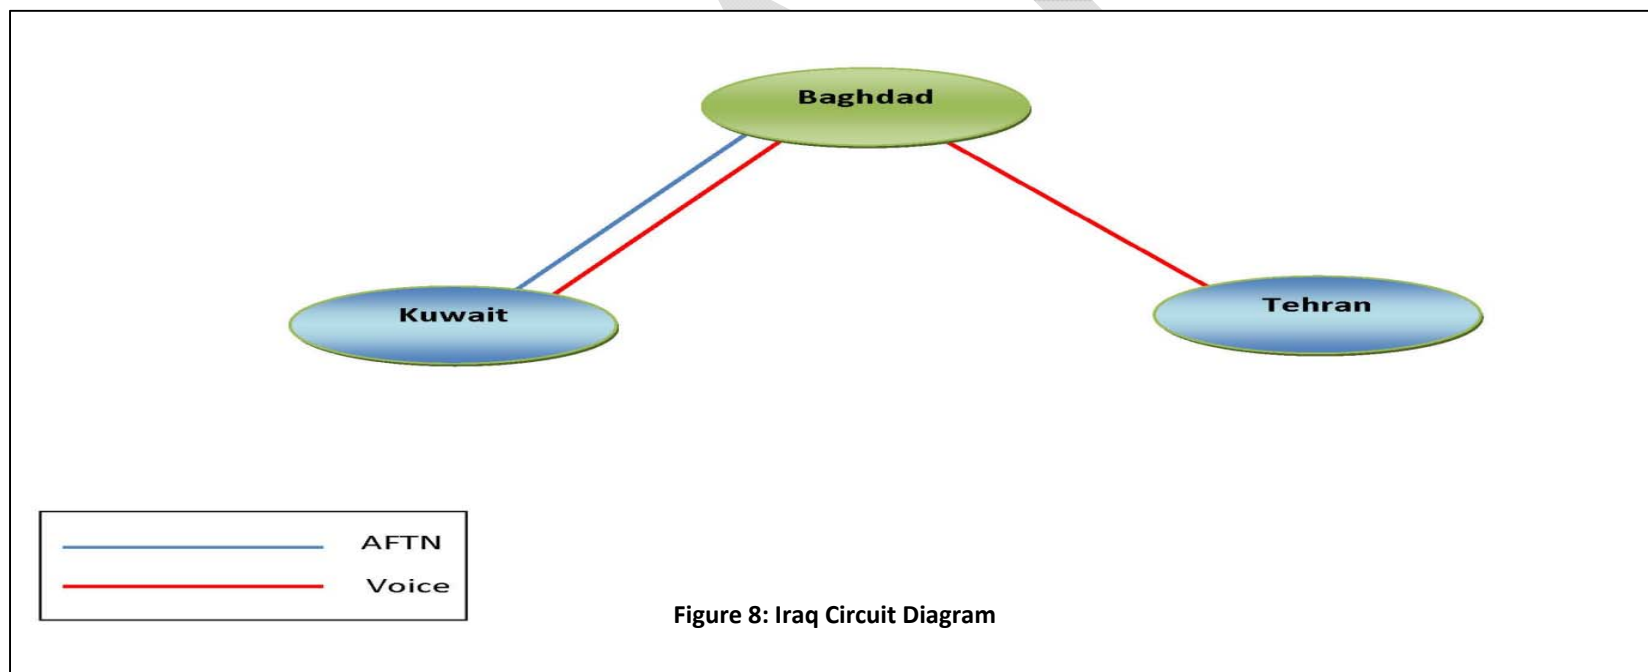 Baghdad
Kuwait
Tehran
AFTN
Voice
Figure 8: Iraq Circuit Diagram